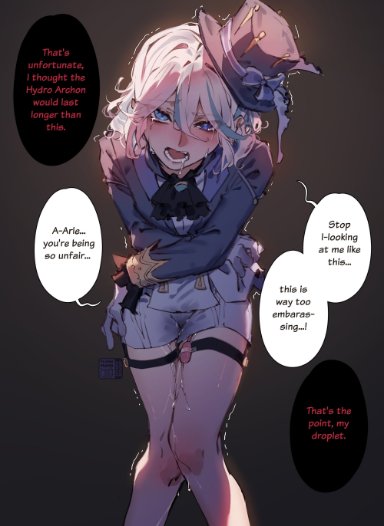 That's
unfortunate,
I thought the
Hydro Archon
would last
longer than
this.
Stop
l-looking
at me like
this...
A-Arle...
you're being
so unfair...
this is
way too
embaras-
sing...!
That's the
point, my
droplet.